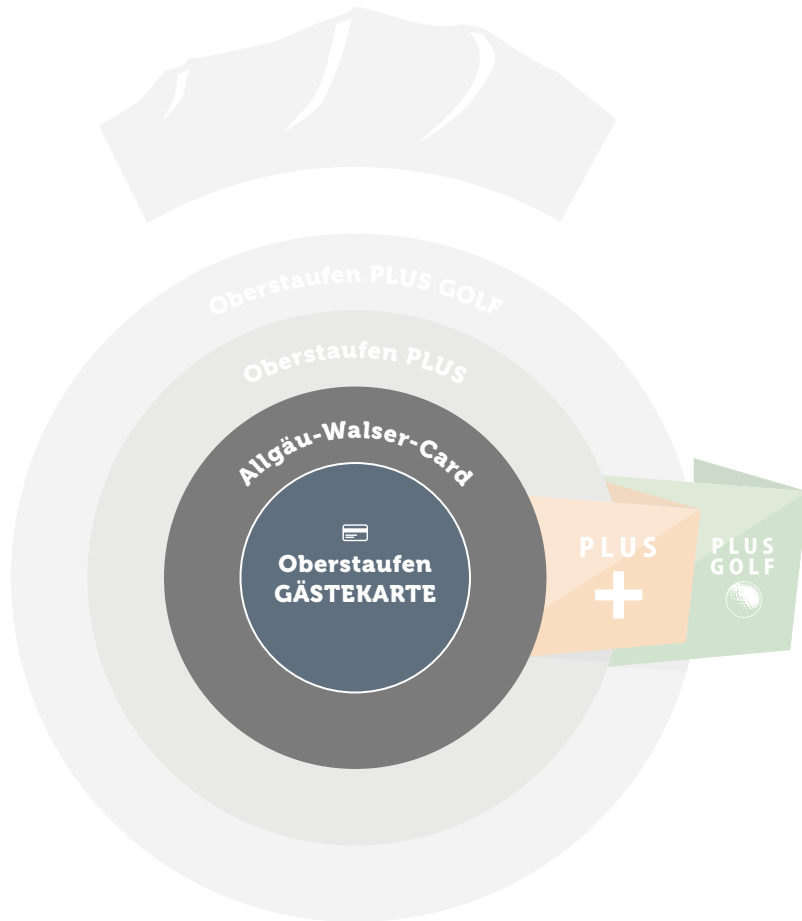 Oberstaufen PLUS GOLF
Oberstaufen PLUS
Allgäu-Walser-Card
Oberstaufen
GÄSTEKARTE
PLUS
PLUS
GOLF